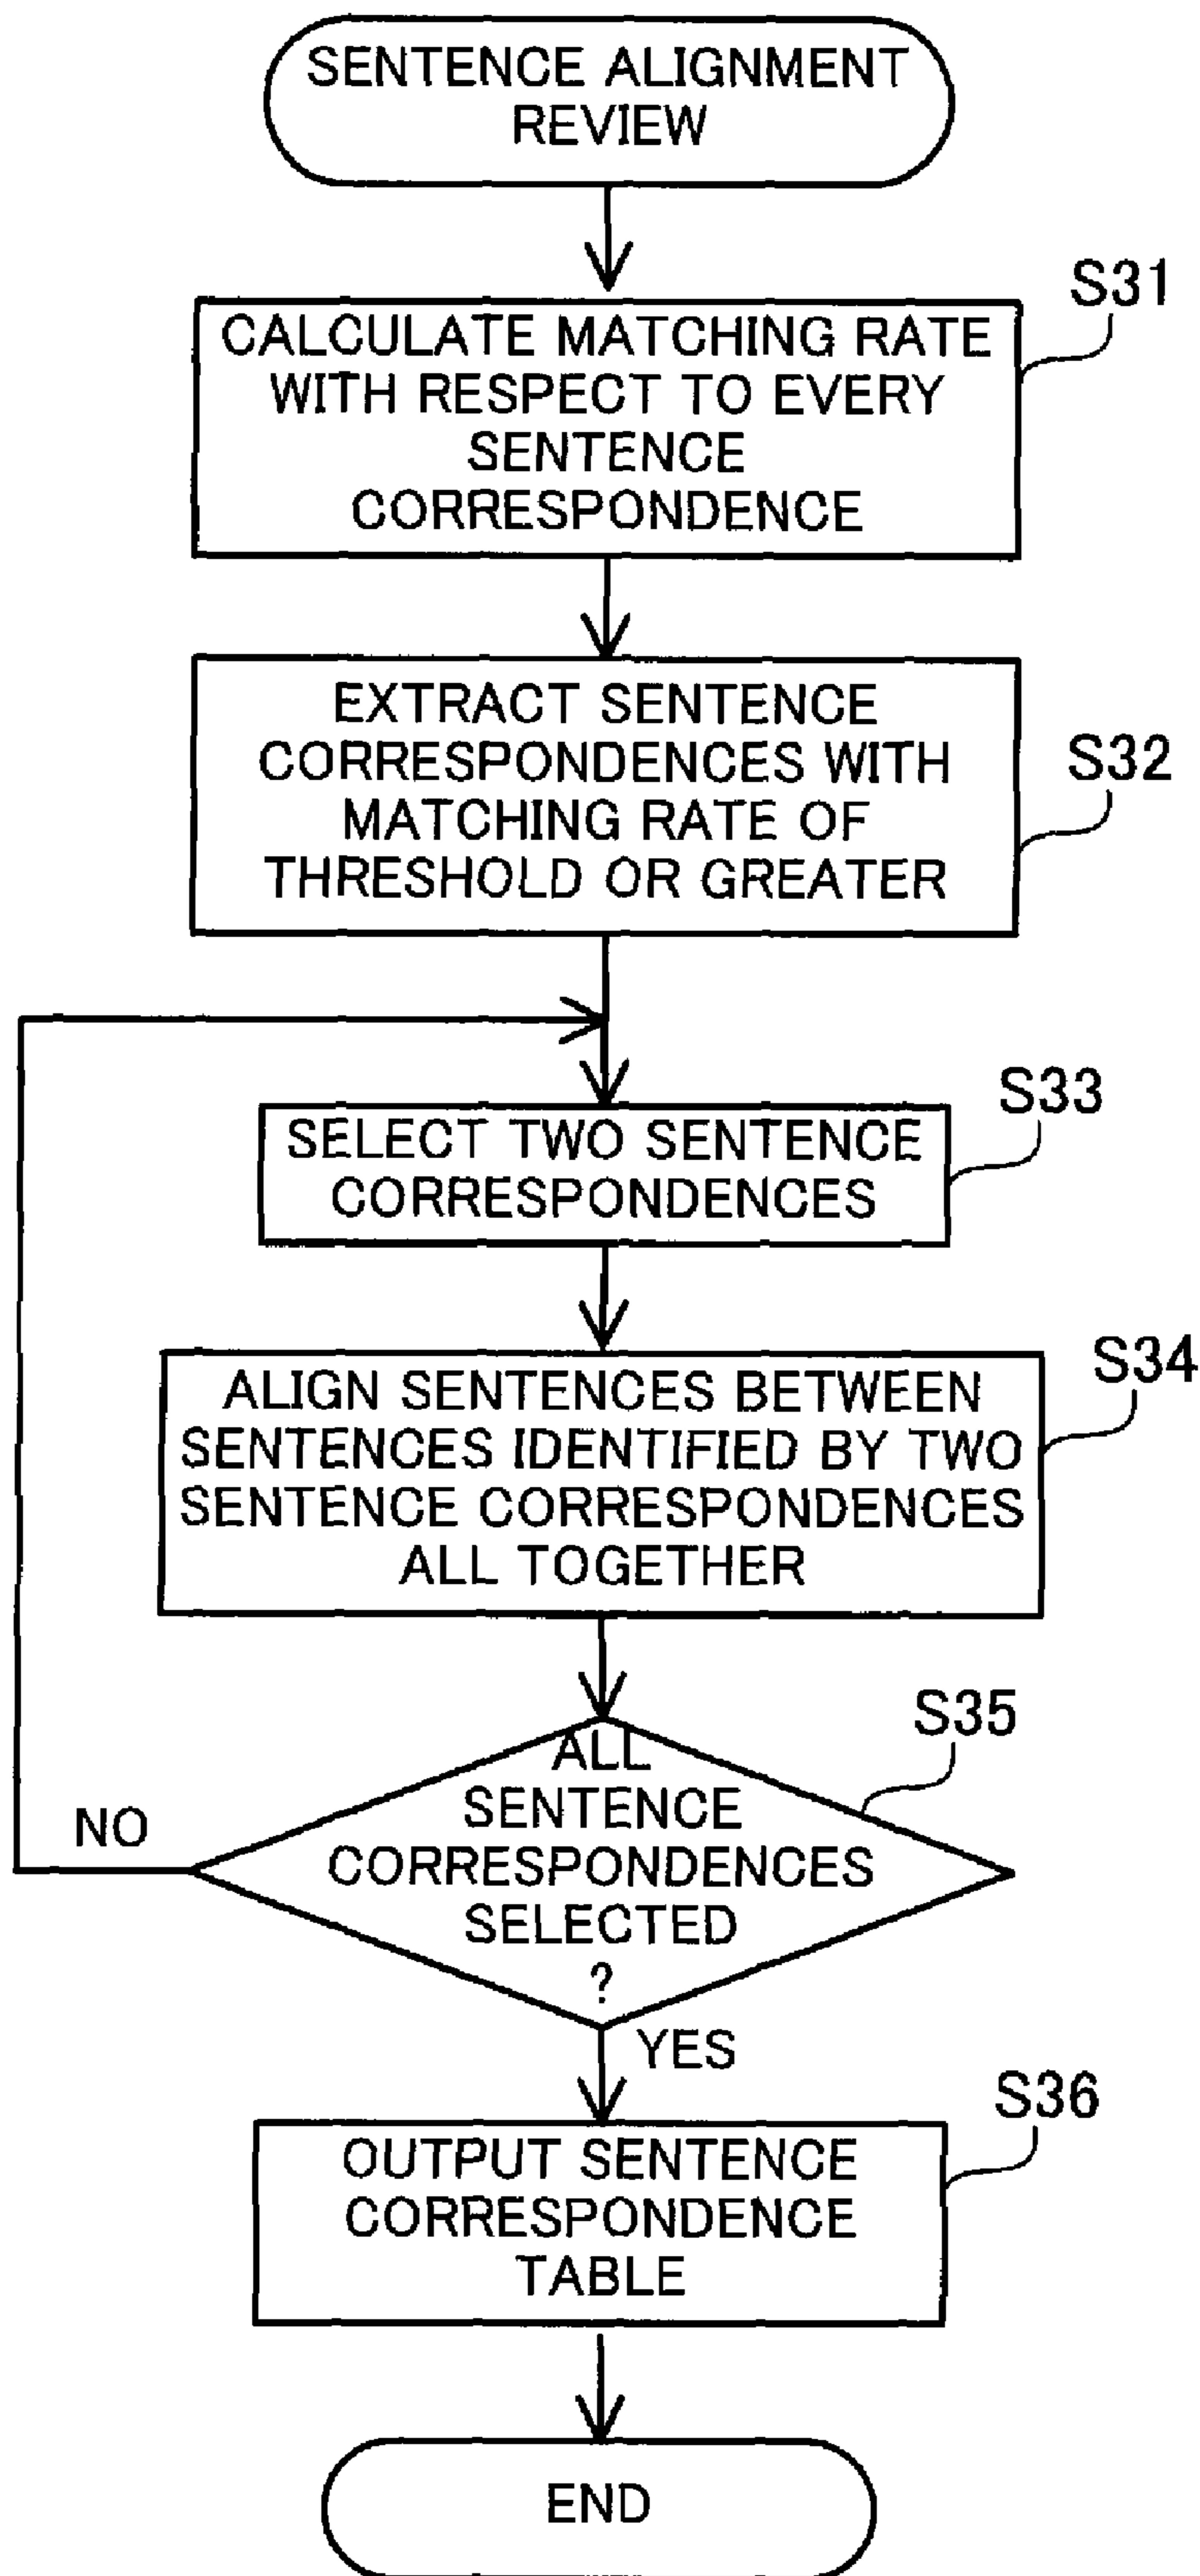 SENTENCE ALIGNMENT
REVIEW
S31
CALCULATE MATCHING RATE
WITH RESPECT TO EVERY
SENTENCE
CORRESPONDENCE
S32
EXTRACT SENTENCE
CORRESPONDENCES WITH
MATCHING RATE OF
THRESHOLD OR GREATER
S33
SELECT TWO SENTENCE
CORRESPONDENCES
S34
ALIGN SENTENCES BETWEEN
SENTENCES IDENTIFIED BY TWO
SENTENCE CORRESPONDENCES
ALL TOGETHER
S35
ALL
SENTENCE
CORRESPONDENCES
SELECTED
?
NO
YES
S36
OUTPUT SENTENCE
CORRESPONDENCE
TABLE
END